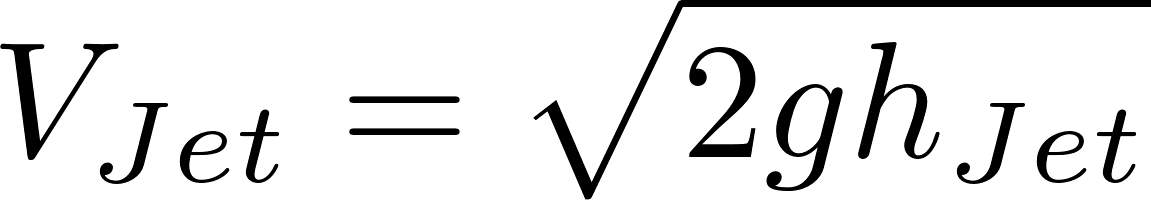 V_{Jet} = \sqrt{2gh_{Jet}}